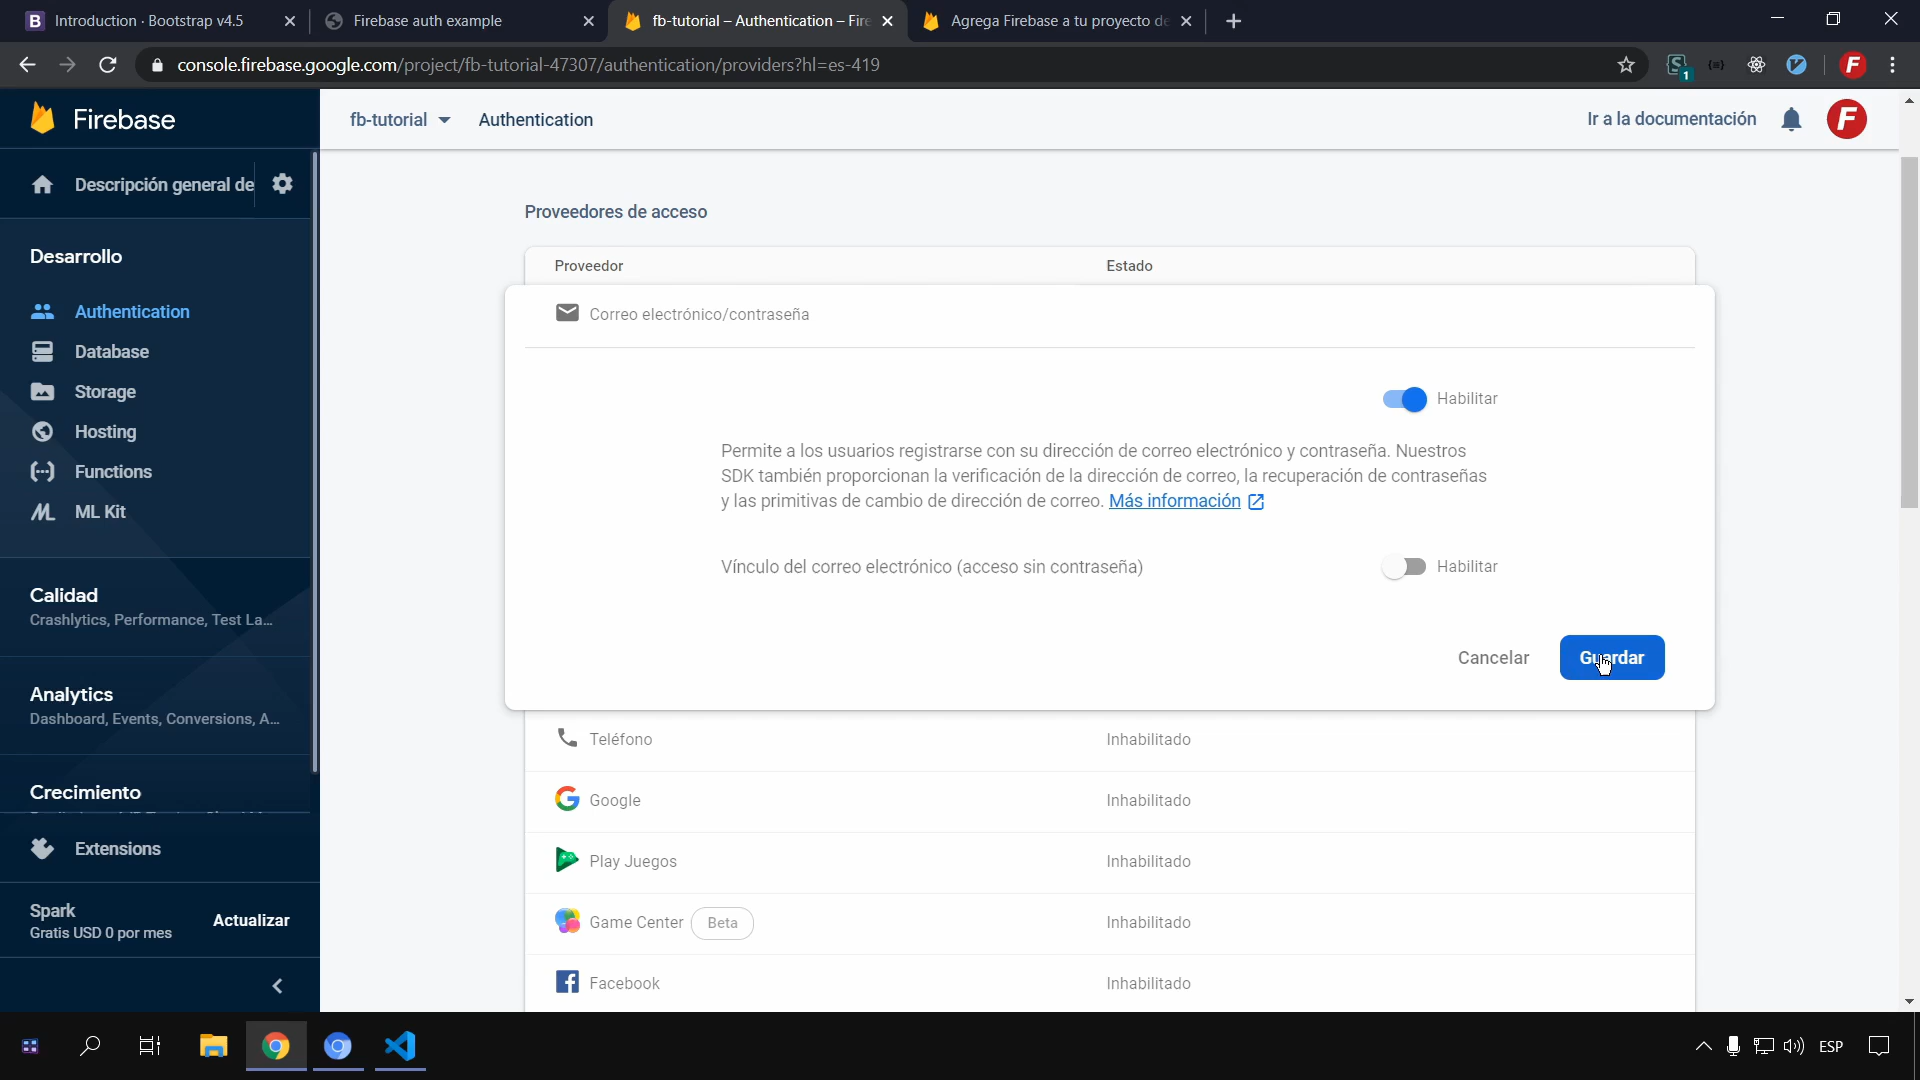 Introduction · Bootstrap v4.5
Firebase auth example
fb-tutorial – Authentication – Fire
Agrega Firebase a tu proyecto de
console.firebase.google.com/project/fb-tutorial-47307/authentication/providers?hl=es-419
1
F
Firebase
fb-tutorial
Authentication
Ir a la documentación
F
Descripción general de
Proveedores de acceso
Desarrollo
Proveedor
Estado
Authentication
Correo electrónico/contraseña
Database
Storage
Habilitar
Hosting
Permite a los usuarios registrarse con su dirección de correo electrónico y contraseña. Nuestros
SDK también proporcionan la verificación de la dirección de correo, la recuperación de contraseñas
y las primitivas de cambio de dirección de correo. Más información
Functions
ML Kit
Vínculo del correo electrónico (acceso sin contraseña)
Habilitar
Calidad
Crashlytics, Performance, Test La...
Cancelar
Guardar
Analytics
Dashboard, Events, Conversions, A...
Teléfono
Inhabilitado
Crecimiento
Google
Inhabilitado
Extensions
Play Juegos
Inhabilitado
Spark
Gratis USD 0 por mes
Actualizar
Game Center
Beta
Inhabilitado
Facebook
Inhabilitado
ESP